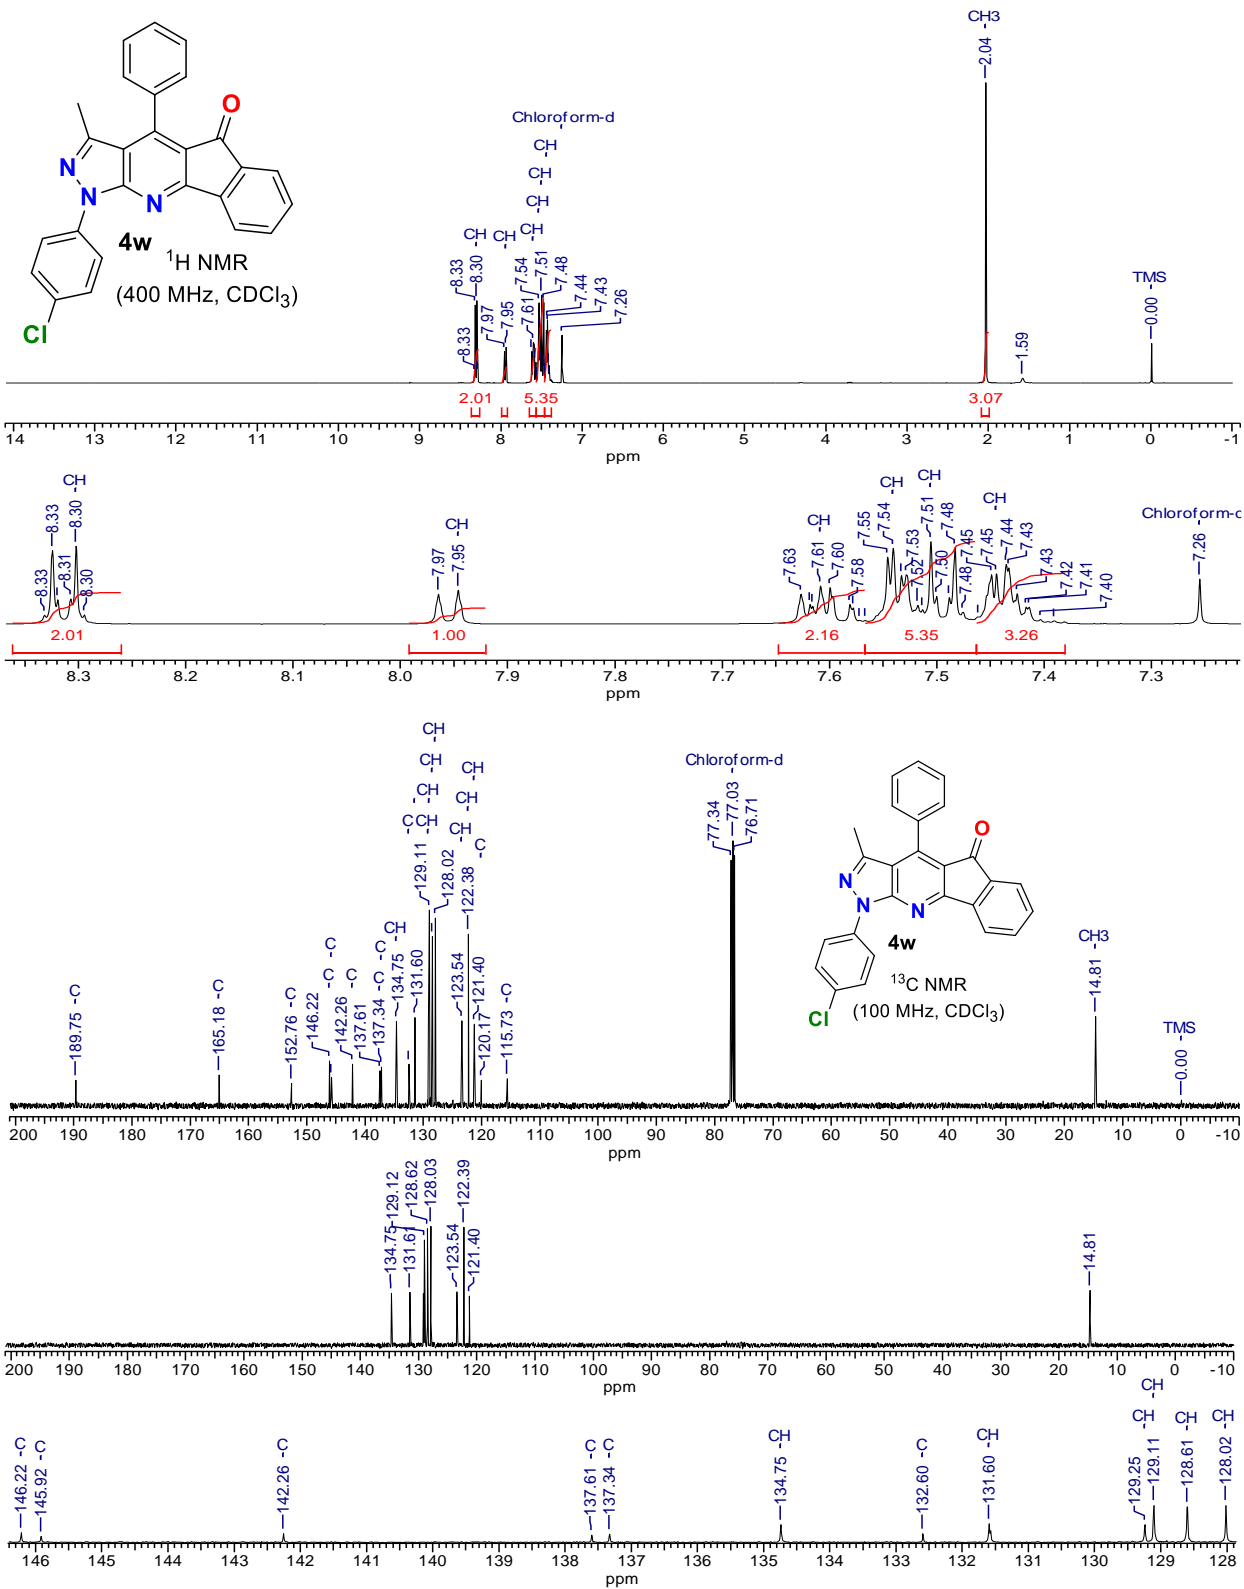 CH3
2.04
O
N
N
N
Cl
4w
1H NMR
(400 MHz, CDCl3)
Chloroform-d
CH
CH
CH
CH
CH
CH
8.33
8.33
8.30
7.97
7.95
7.61
7.54
7.51
7.48
7.44
7.43
7.26
TMS
0.00
1.59
2.01
5.35
3.07
14 13 12 11 10 9 8 7 6 5 4 3 2 1 0 -1
ppm
CH
8.33
8.33
8.31
8.30
8.30
CH
7.97
7.95
CH
7.63
7.61
7.60
7.58
CH
7.55
7.54
7.53
7.52
CH
7.51
7.50
7.48
7.48
CH
7.45
7.45
7.44
7.43
7.43
7.42
7.41
7.40
Chloroform-d
7.26
2.01
1.00
2.16
5.35
3.26
8.3 8.2 8.1 8.0 7.9 7.8 7.7 7.6 7.5 7.4 7.3
ppm
189.75 -C
165.18 -C
152.76 -C
C
C
146.22
C
142.26
137.61
C
C
137.34
CH
134.75
131.60
C
CH
CH
CH
CH
129.11
128.02
CH
CH
CH
123.54
122.38
121.40
C
120.17
115.73 -C
Chloroform-d
77.34
77.03
76.71
O
N
N
N
Cl
4w
13C NMR
(100 MHz, CDCl3)
CH3
14.81
TMS
0.00
200 190 180 170 160 150 140 130 120 110 100 90 80 70 60 50 40 30 20 10 0 -10
ppm
134.75
131.61
129.12
128.62
128.03
123.54
122.39
121.40
14.81
200 190 180 170 160 150 140 130 120 110 100 90 80 70 60 50 40 30 20 10 0 -10
ppm
146.22 -C
145.92 -C
142.26 -C
137.61 -C
137.34 -C
134.75 -CH
132.60 -C
131.60 -CH
129.25 -CH
129.11 -CH
CH
128.61 -CH
128.02 -CH
146 145 144 143 142 141 140 139 138 137 136 135 134 133 132 131 130 129 128
ppm